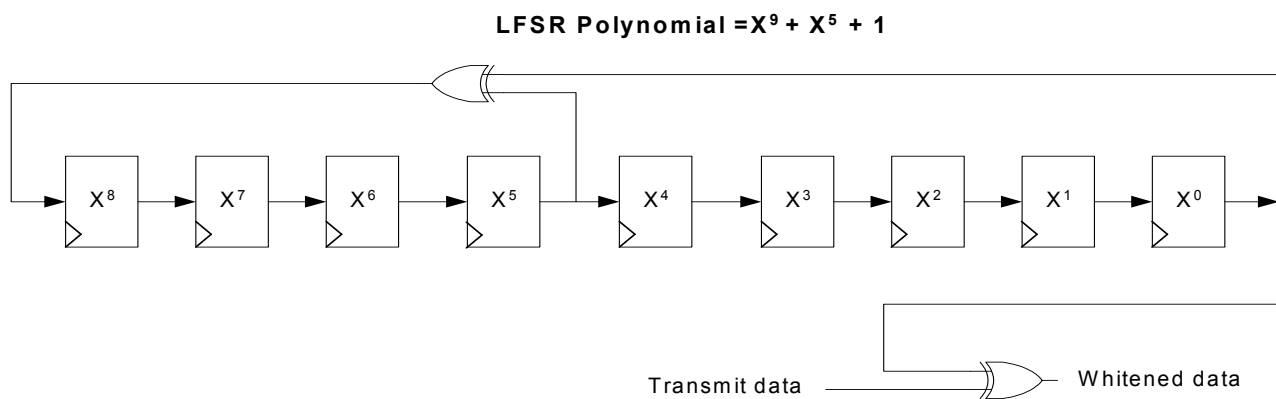 LFSR Polynomial =X⁹ + X⁵ + 1
X⁸ X⁷ X⁶ X⁵ X⁴ X³ X² X¹ X⁰
Transmit data
Whitened data